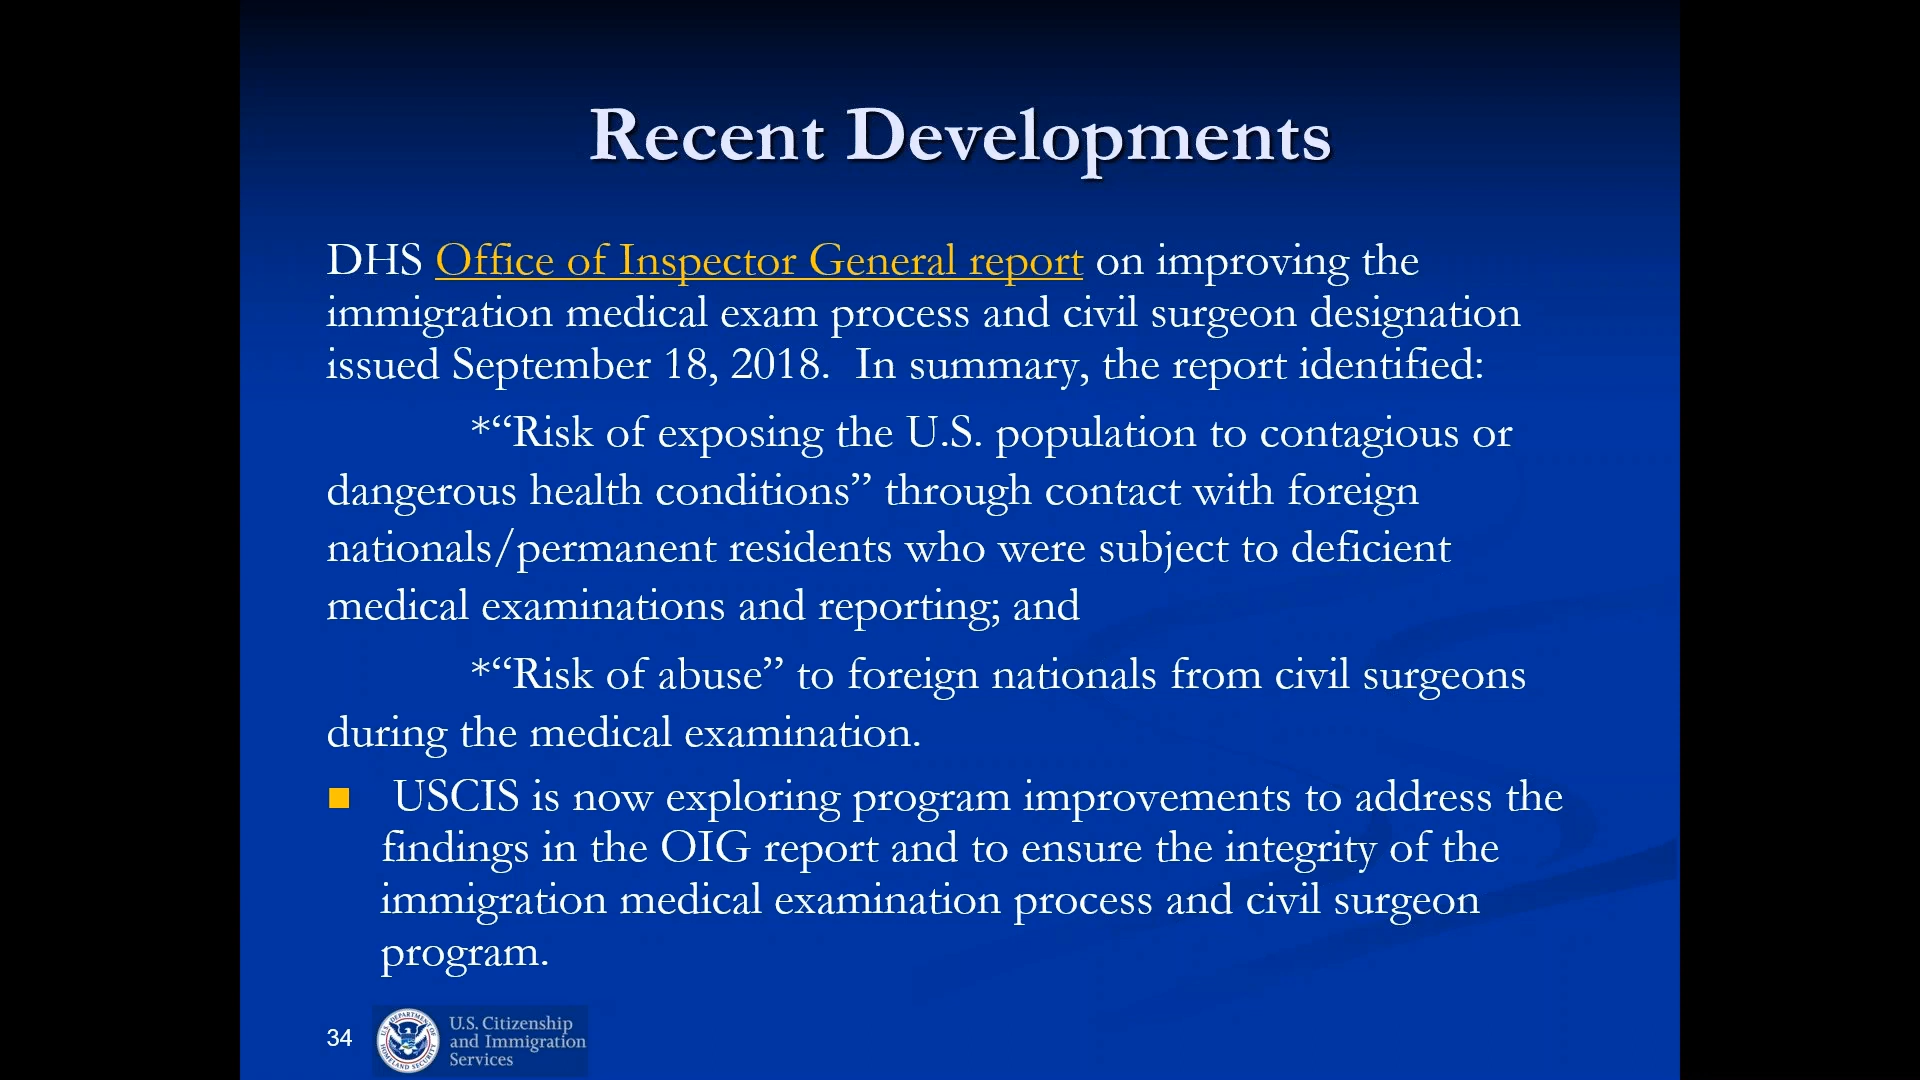 Recent Developments
DHS Office of Inspector General report on improving the
immigration medical exam process and civil surgeon designation
issued September 18, 2018.  In summary, the report identified:
*“Risk of exposing the U.S. population to contagious or
dangerous health conditions” through contact with foreign
nationals/permanent residents who were subject to deficient
medical examinations and reporting; and
*“Risk of abuse” to foreign nationals from civil surgeons
during the medical examination.
USCIS is now exploring program improvements to address the
findings in the OIG report and to ensure the integrity of the
immigration medical examination process and civil surgeon
program.
34
U.S. Citizenship
and Immigration
Services
U.S. DEPARTMENT OF
HOMELAND SECURITY